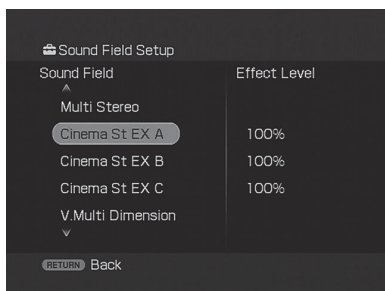 Sound Field Setup
Sound Field Effect Level
Multi Stereo
Cinema St EX A 100%
Cinema St EX B 100%
Cinema St EX C 100%
V.Multi Dimension
RETURN Back